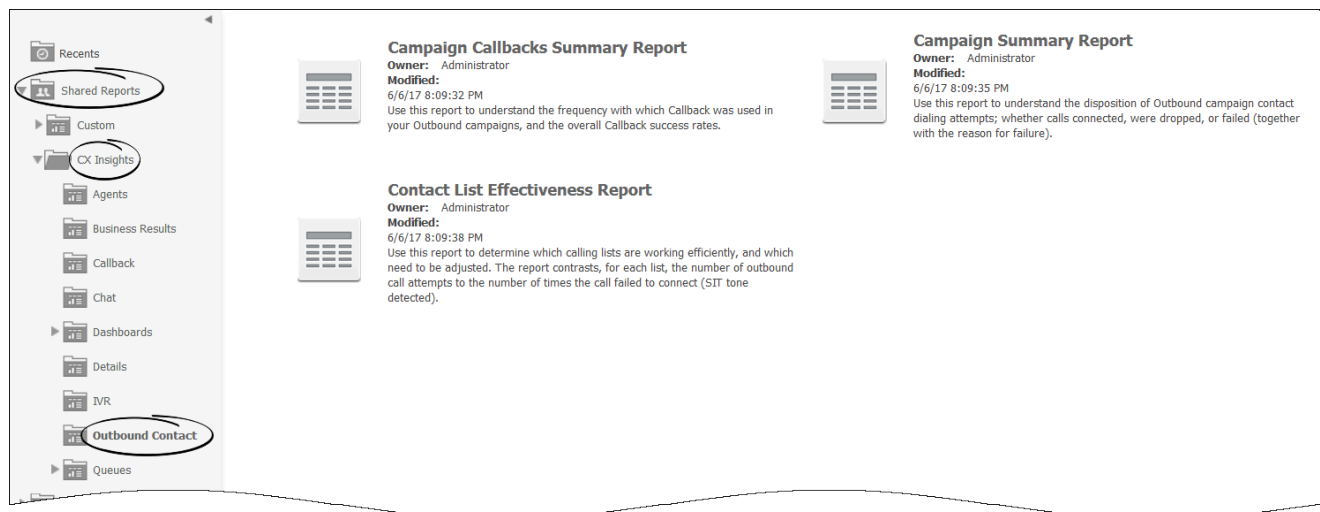 Recents
Shared Reports
Custom
CX Insights
Agents
Business Results
Callback
Chat
Dashboards
Details
IVR
Outbound Contact
Queues
Campaign Callbacks Summary Report
Owner: Administrator
Modified:
6/6/17 8:09:32 PM
Use this report to understand the frequency with which Callback was used in
your Outbound campaigns, and the overall Callback success rates.
Campaign Summary Report
Owner: Administrator
Modified:
6/6/17 8:09:35 PM
Use this report to understand the disposition of Outbound campaign contact
dialing attempts; whether calls connected, were dropped, or failed (together
with the reason for failure).
Contact List Effectiveness Report
Owner: Administrator
Modified:
6/6/17 8:09:38 PM
Use this report to determine which calling lists are working efficiently, and which
need to be adjusted. The report contrasts, for each list, the number of outbound
call attempts to the number of times the call failed to connect (SIT tone
detected).